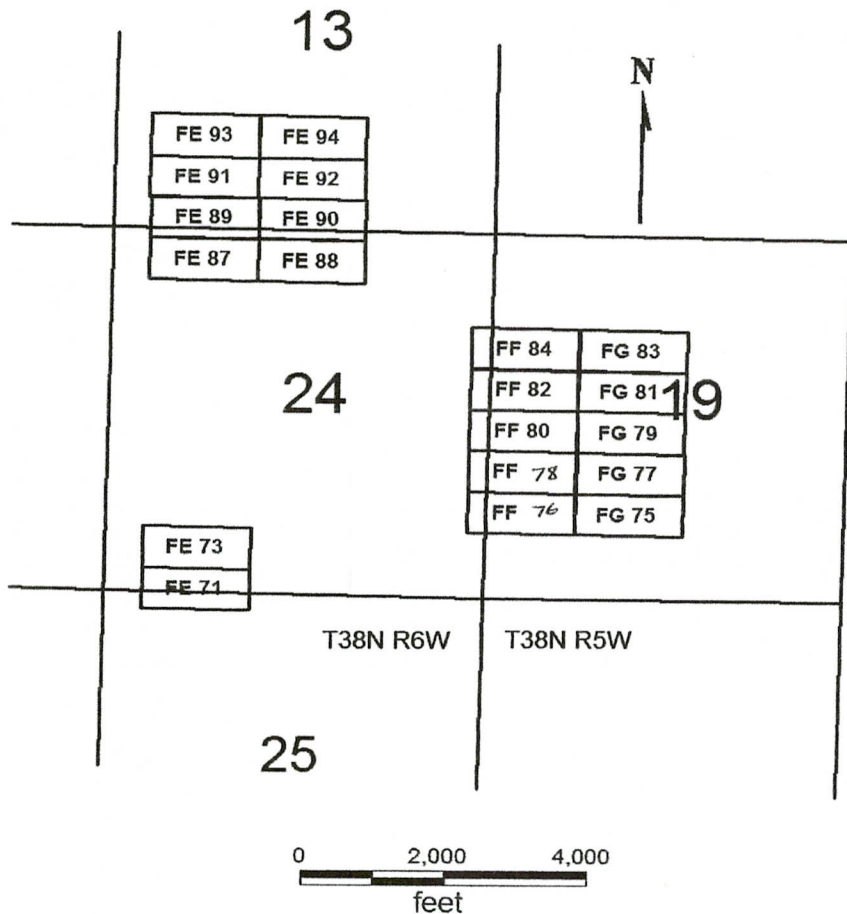 13
N
FE 93 FE 94
FE 91 FE 92
FE 89 FE 90
FE 87 FE 88
FF 84 FG 83
24
FF 82 FG 81 19
FF 80 FG 79
FF 78 FG 77
FF 76 FG 75
FE 73
FE 71
T38N R6W T38N R5W
25
0 2,000 4,000
feet